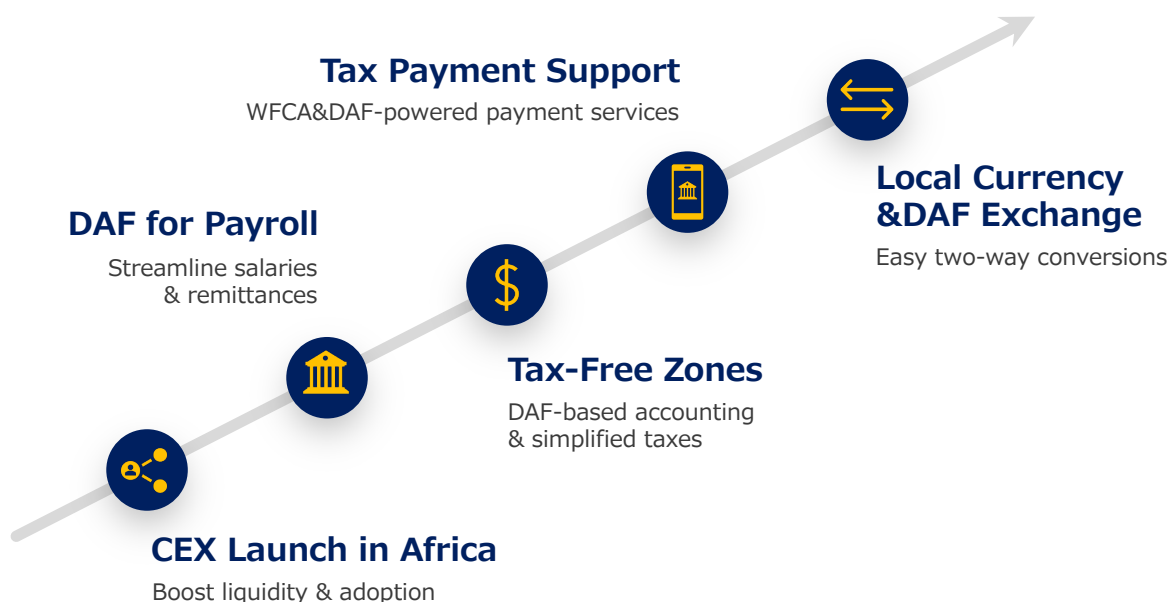 Tax Payment Support
WFCA&DAF-powered payment services
Local Currency
&DAF Exchange
Easy two-way conversions
DAF for Payroll
Streamline salaries
& remittances
Tax-Free Zones
DAF-based accounting
& simplified taxes
CEX Launch in Africa
Boost liquidity & adoption